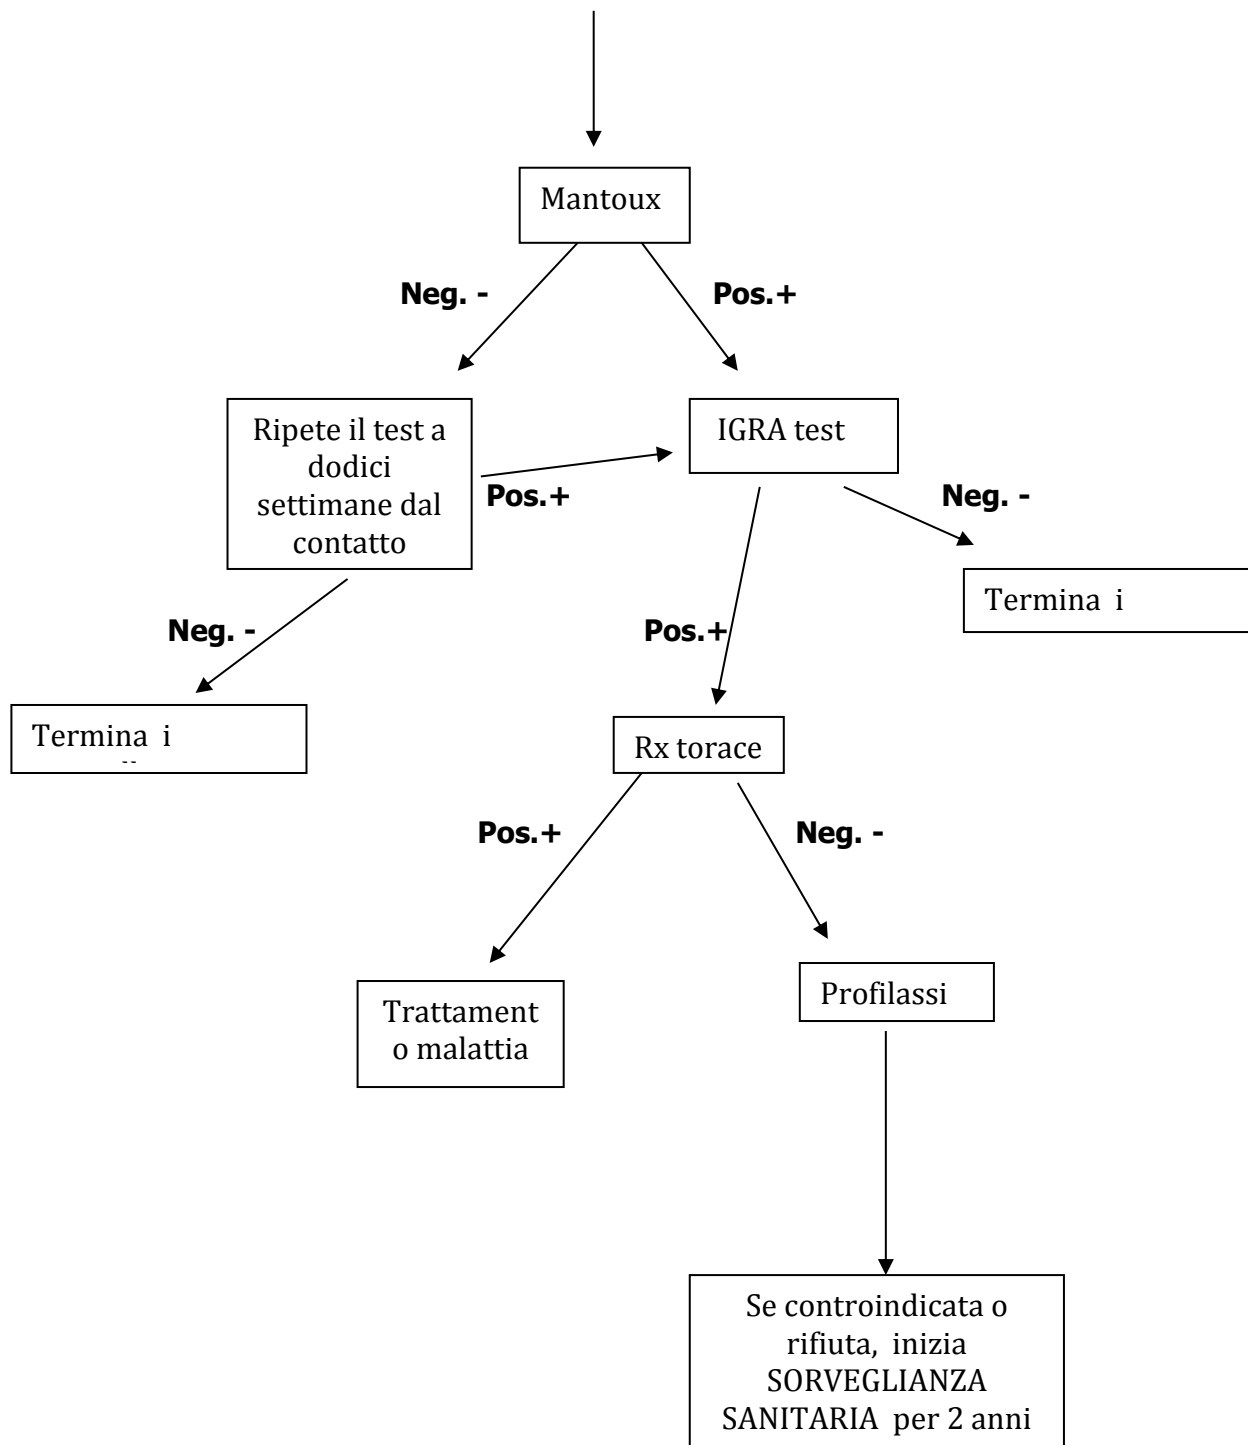 Mantoux
Neg. -
Pos.+
Ripete il test a
dodici
settimane dal
contatto
Pos.+
IGRA test
Neg. -
Termina i
Neg. -
Pos.+
Termina i
Rx torace
Pos.+
Neg. -
Trattament
o malattia
Profilassi
Se controindicata o
rifiuta, inizia
SORVEGLIANZA
SANITARIA per 2 anni